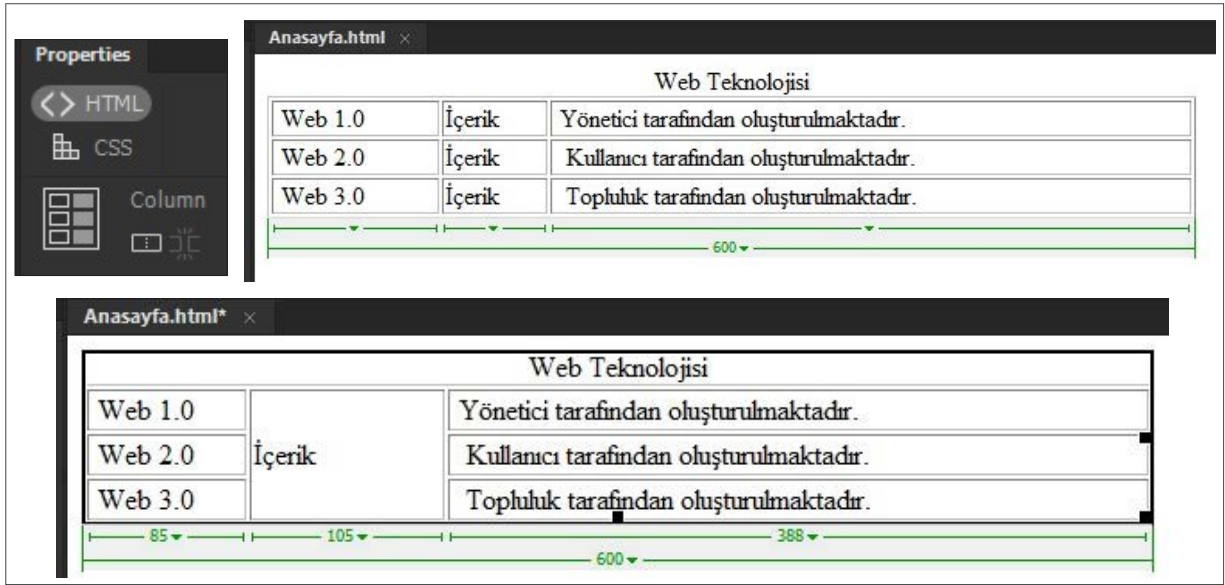 Properties
HTML
CSS
Column
Anasayfa.html ×
Web Teknolojisi
Web 1.0 İçerik Yönetici tarafından oluşturulmaktadır.
Web 2.0 İçerik Kullanıcı tarafından oluşturulmaktadır.
Web 3.0 İçerik Topluluk tarafından oluşturulmaktadır.
600
Anasayfa.html* ×
Web Teknolojisi
Web 1.0 Yönetici tarafından oluşturulmaktadır.
Web 2.0 İçerik Kullanıcı tarafından oluşturulmaktadır.
Web 3.0 Topluluk tarafından oluşturulmaktadır.
85 105 388
600